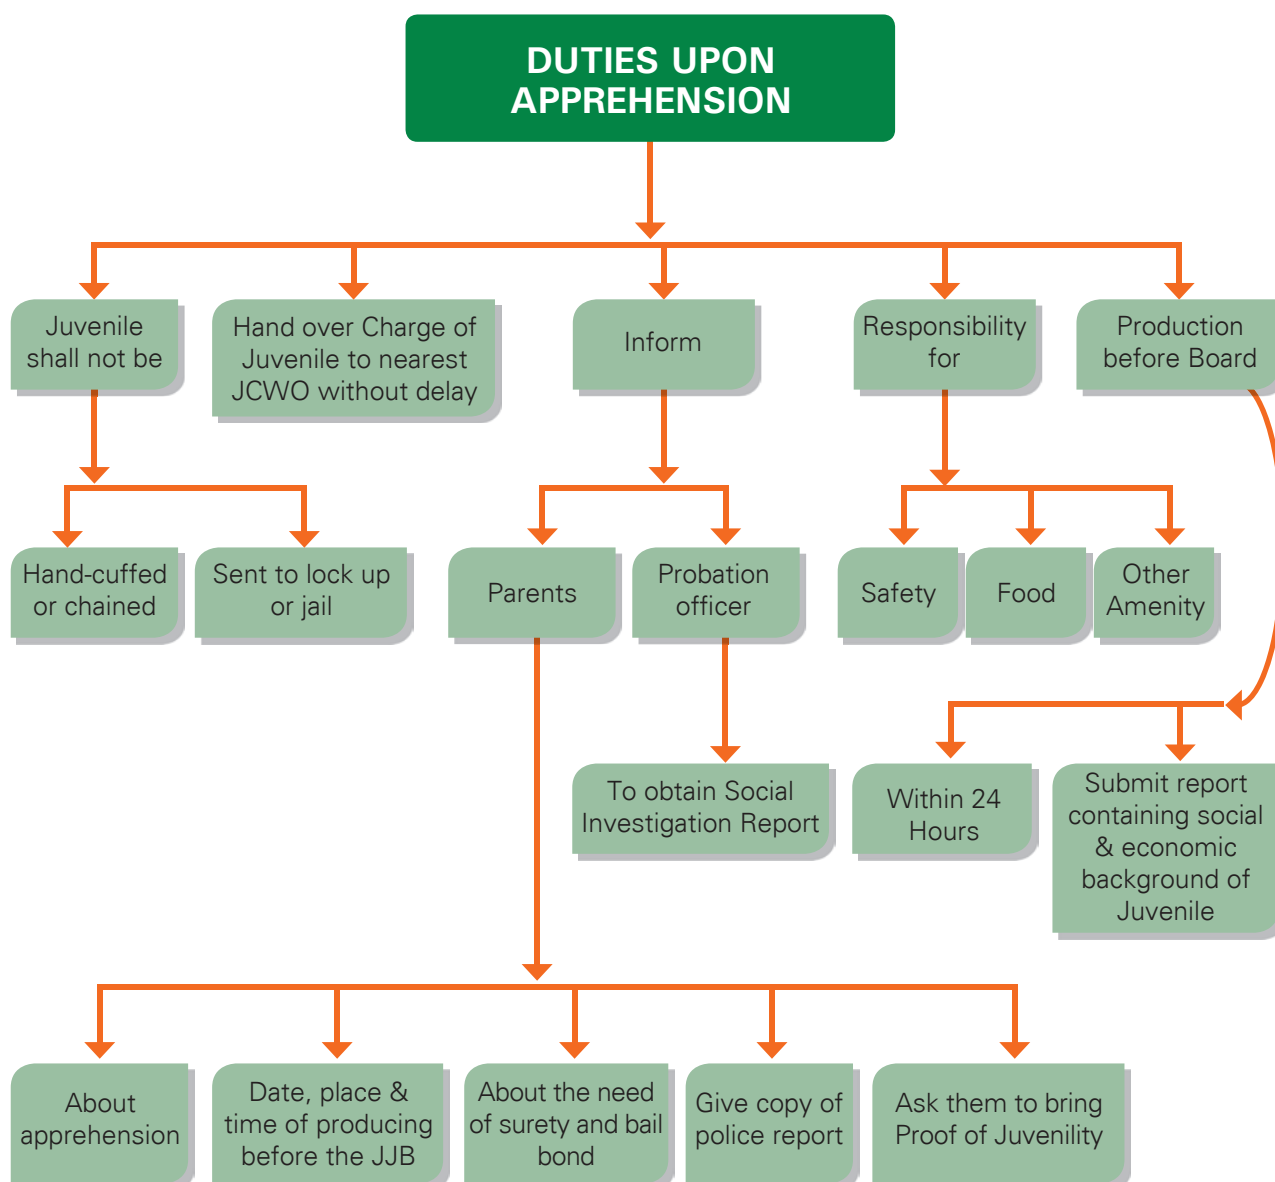 DUTIES UPON
APPREHENSION
Juvenile
shall not be
Hand over Charge of
Juvenile to nearest
JCWO without delay
Inform
Responsibility
for
Production
before Board
Hand-cuffed
or chained
Sent to lock up
or jail
Parents
Probation
officer
Safety
Food
Other
Amenity
To obtain Social
Investigation Report
Within 24
Hours
Submit report
containing social
& economic
background of
Juvenile
About
apprehension
Date, place &
time of producing
before the JJB
About the need
of surety and bail
bond
Give copy of
police report
Ask them to bring
Proof of Juvenility